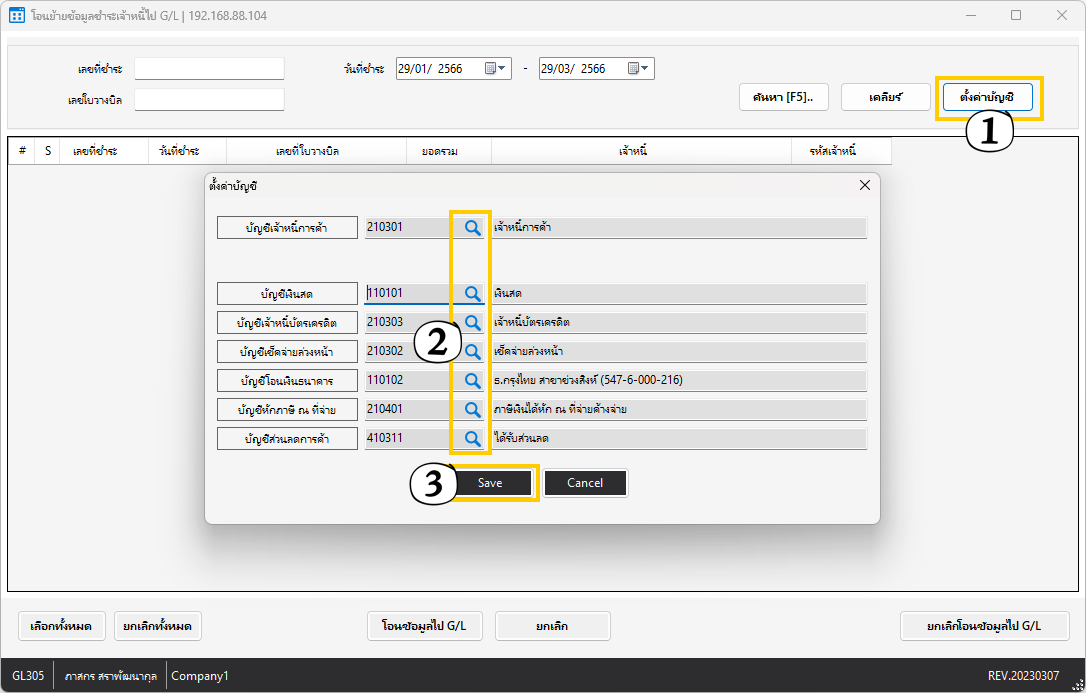 โอนย้ายข้อมูลชำระเจ้าหนี้ไป G/L | 192.168.88.104
เลขที่ชำระ วันที่ชำระ 29/01/ 2566 - 29/03/ 2566
เลขใบวางบิล ค้นหา [F5].. เคลียร์ ตั้งค่าบัญชี
1
# S เลขที่ชำระ วันที่ชำระ เลขที่ใบวางบิล ยอดรวม เจ้าหนี้ รหัสเจ้าหนี้
ตั้งค่าบัญชี
บัญชีเจ้าหนี้การค้า 210301 เจ้าหนี้การค้า
บัญชีเงินสด 110101 เงินสด
บัญชีเจ้าหนี้บัตรเครดิต 210303 เจ้าหนี้บัตรเครดิต
2
บัญชีเช็คจ่ายล่วงหน้า 210302 เช็คจ่ายล่วงหน้า
บัญชีโอนเงินธนาคาร 110102 ธ.กรุงไทย สาขาช่วงสิงห์ (547-6-000-216)
บัญชีหักภาษี ณ ที่จ่าย 210401 ภาษีเงินได้หัก ณ ที่จ่ายค้างจ่าย
บัญชีส่วนลดการค้า 410311 ได้รับส่วนลด
3 Save Cancel
เลือกทั้งหมด ยกเลิกทั้งหมด โอนข้อมูลไป G/L ยกเลิก ยกเลิกโอนข้อมูลไป G/L
GL305 ภาสกร สราพัฒนากุล Company1 REV.20230307